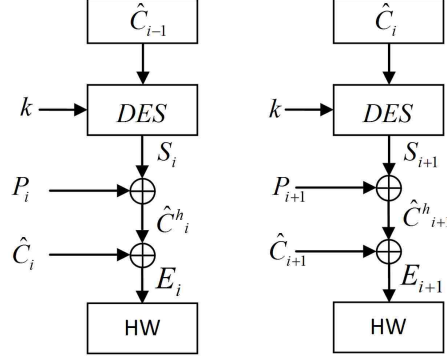 Ĉ_{i-1}
k
DES
S_i
P_i
Ĉ^h_i
Ĉ_i
E_i
HW
Ĉ_i
k
DES
S_{i+1}
P_{i+1}
Ĉ^h_{i+1}
Ĉ_{i+1}
E_{i+1}
HW